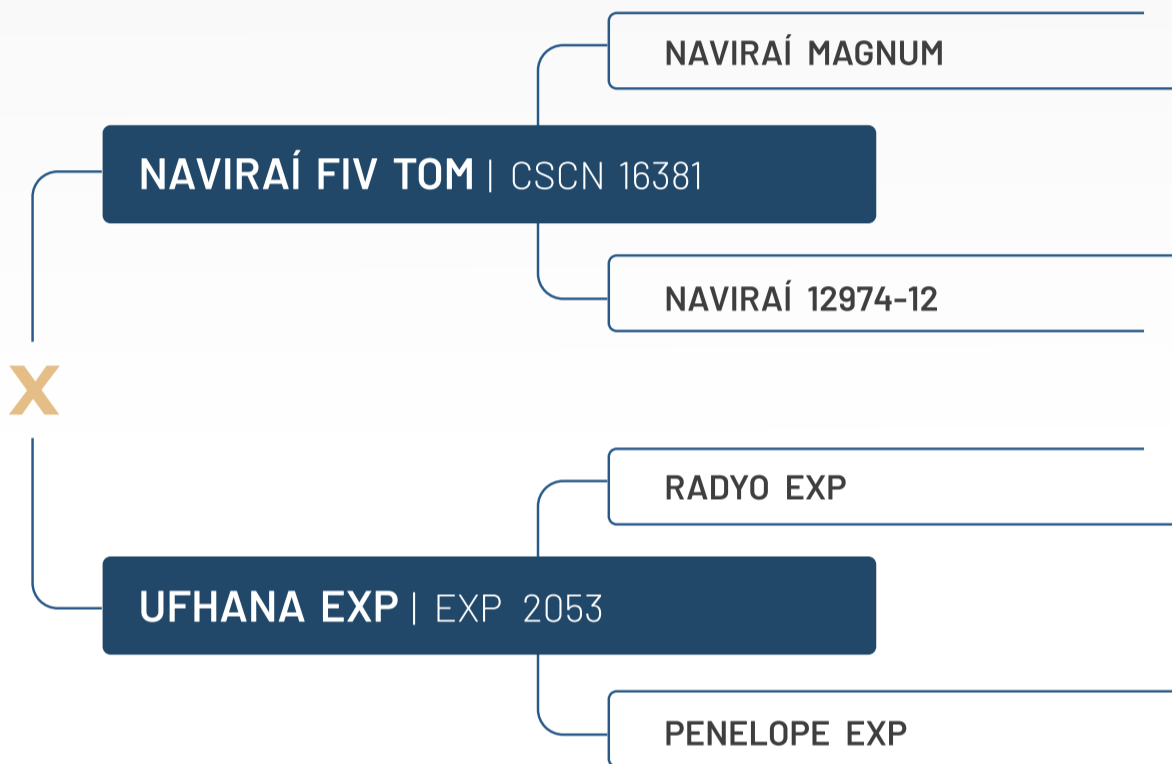 NAVIRAÍ MAGNUM
NAVIRAÍ FIV TOM | CSCN 16381
NAVIRAÍ 12974-12
X
RADYO EXP
UFHANA EXP | EXP 2053
PENELOPE EXP